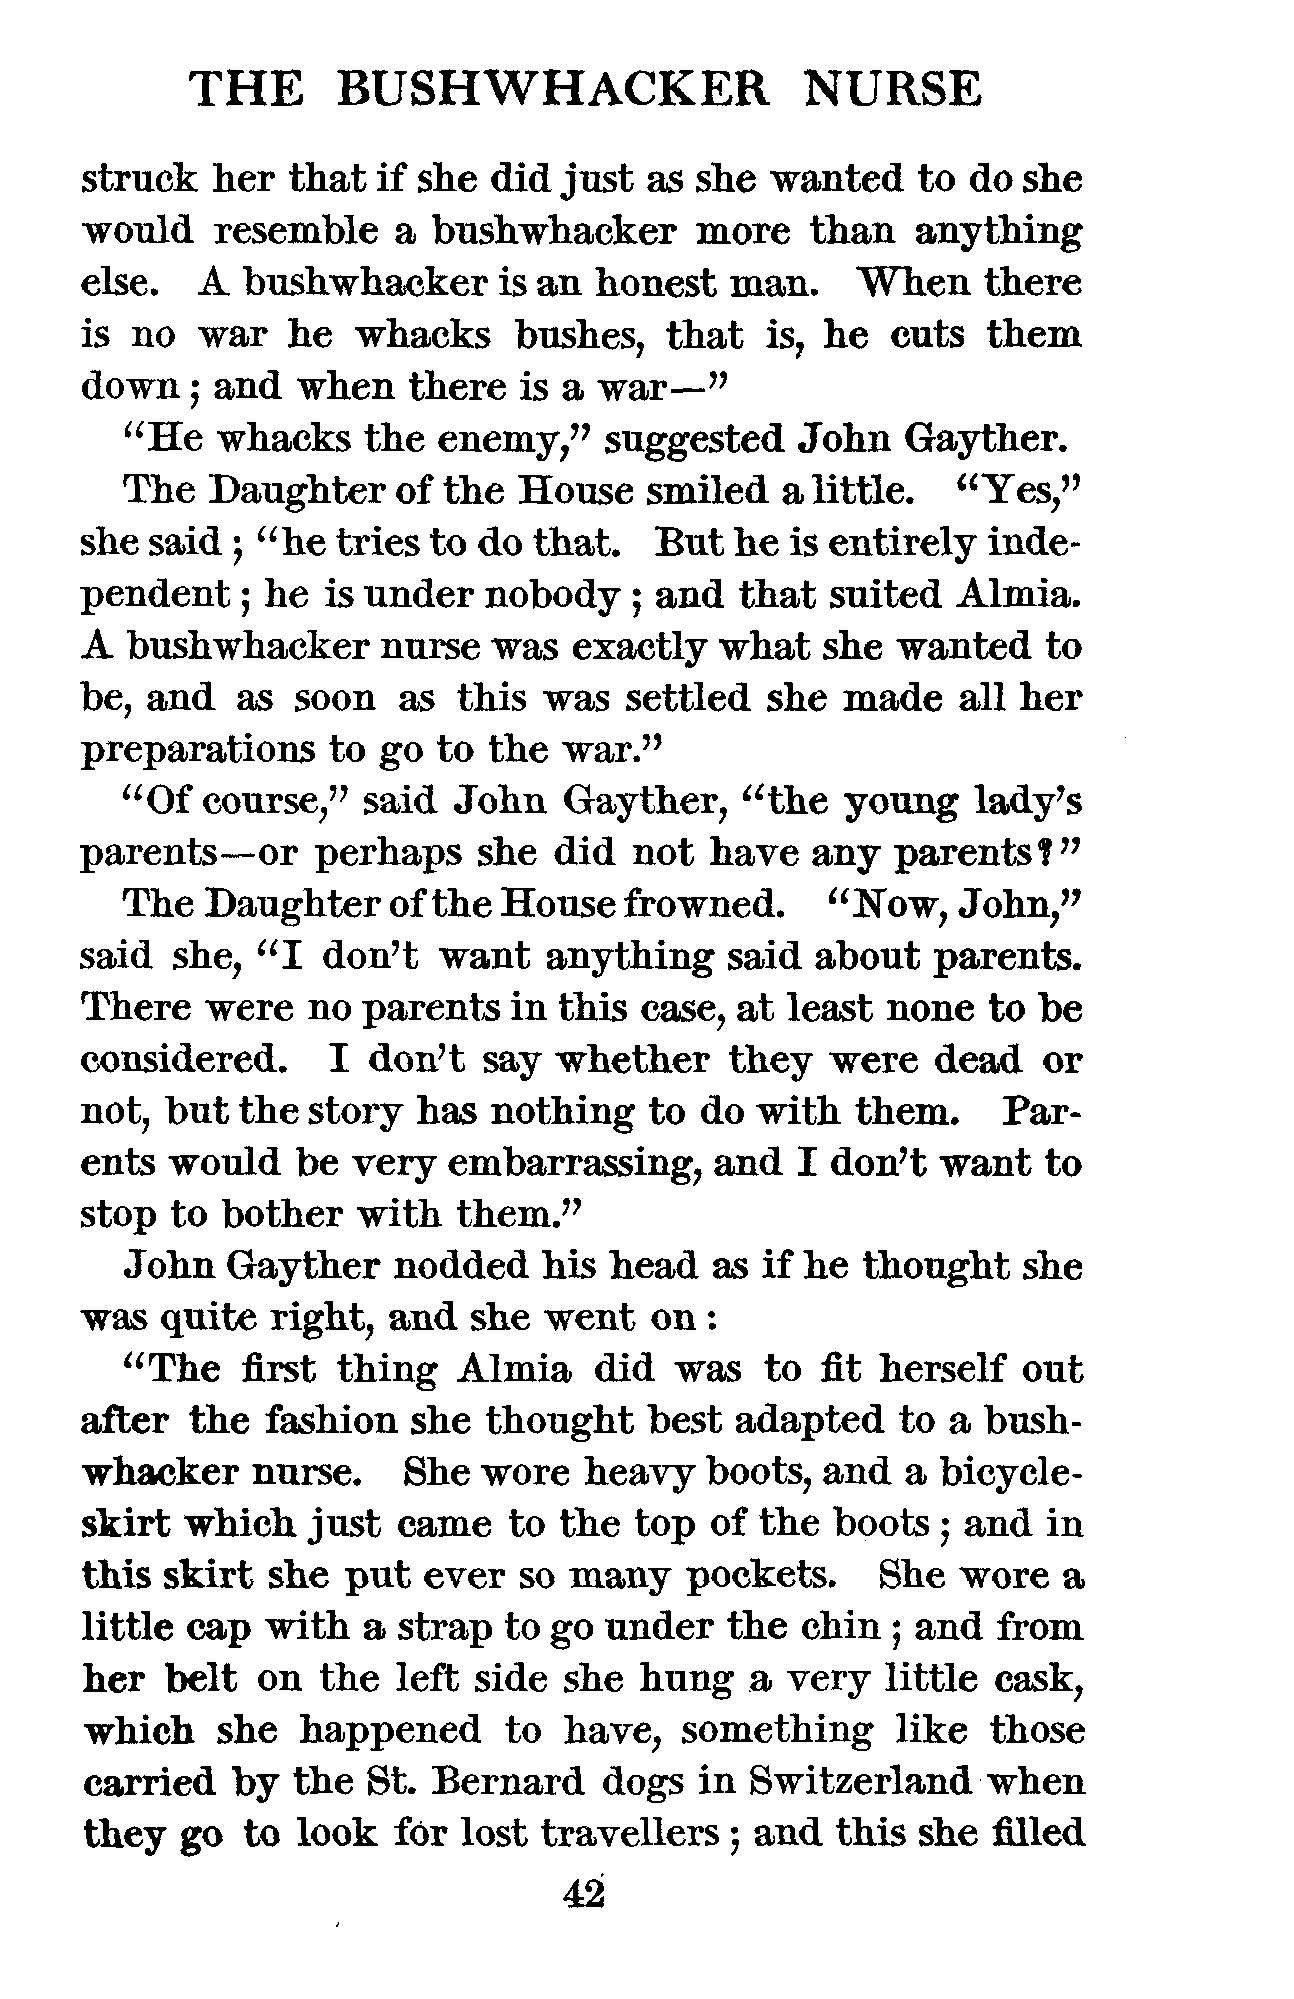 THE BUSHWHACKER NURSE
struck her that if she did just as she wanted to do she
would resemble a bushwhacker more than anything
else. A bushwhacker is an honest man. When there
is no war he whacks bushes, that is, he cuts them
down; and when there is a war—”
“He whacks the enemy,” suggested John Gayther.
The Daughter of the House smiled a little. “Yes,”
she said; “he tries to do that. But he is entirely inde-
pendent; he is under nobody; and that suited Almia.
A bushwhacker nurse was exactly what she wanted to
be, and as soon as this was settled she made all her
preparations to go to the war.”
“Of course,” said John Gayther, “the young lady’s
parents—or perhaps she did not have any parents?”
The Daughter of the House frowned. “Now, John,”
said she, “I don’t want anything said about parents.
There were no parents in this case, at least none to be
considered. I don’t say whether they were dead or
not, but the story has nothing to do with them. Par-
ents would be very embarrassing, and I don’t want to
stop to bother with them.”
John Gayther nodded his head as if he thought she
was quite right, and she went on:
“The first thing Almia did was to fit herself out
after the fashion she thought best adapted to a bush-
whacker nurse. She wore heavy boots, and a bicycle-
skirt which just came to the top of the boots; and in
this skirt she put ever so many pockets. She wore a
little cap with a strap to go under the chin; and from
her belt on the left side she hung a very little cask,
which she happened to have, something like those
carried by the St. Bernard dogs in Switzerland when
they go to look for lost travellers; and this she filled
42